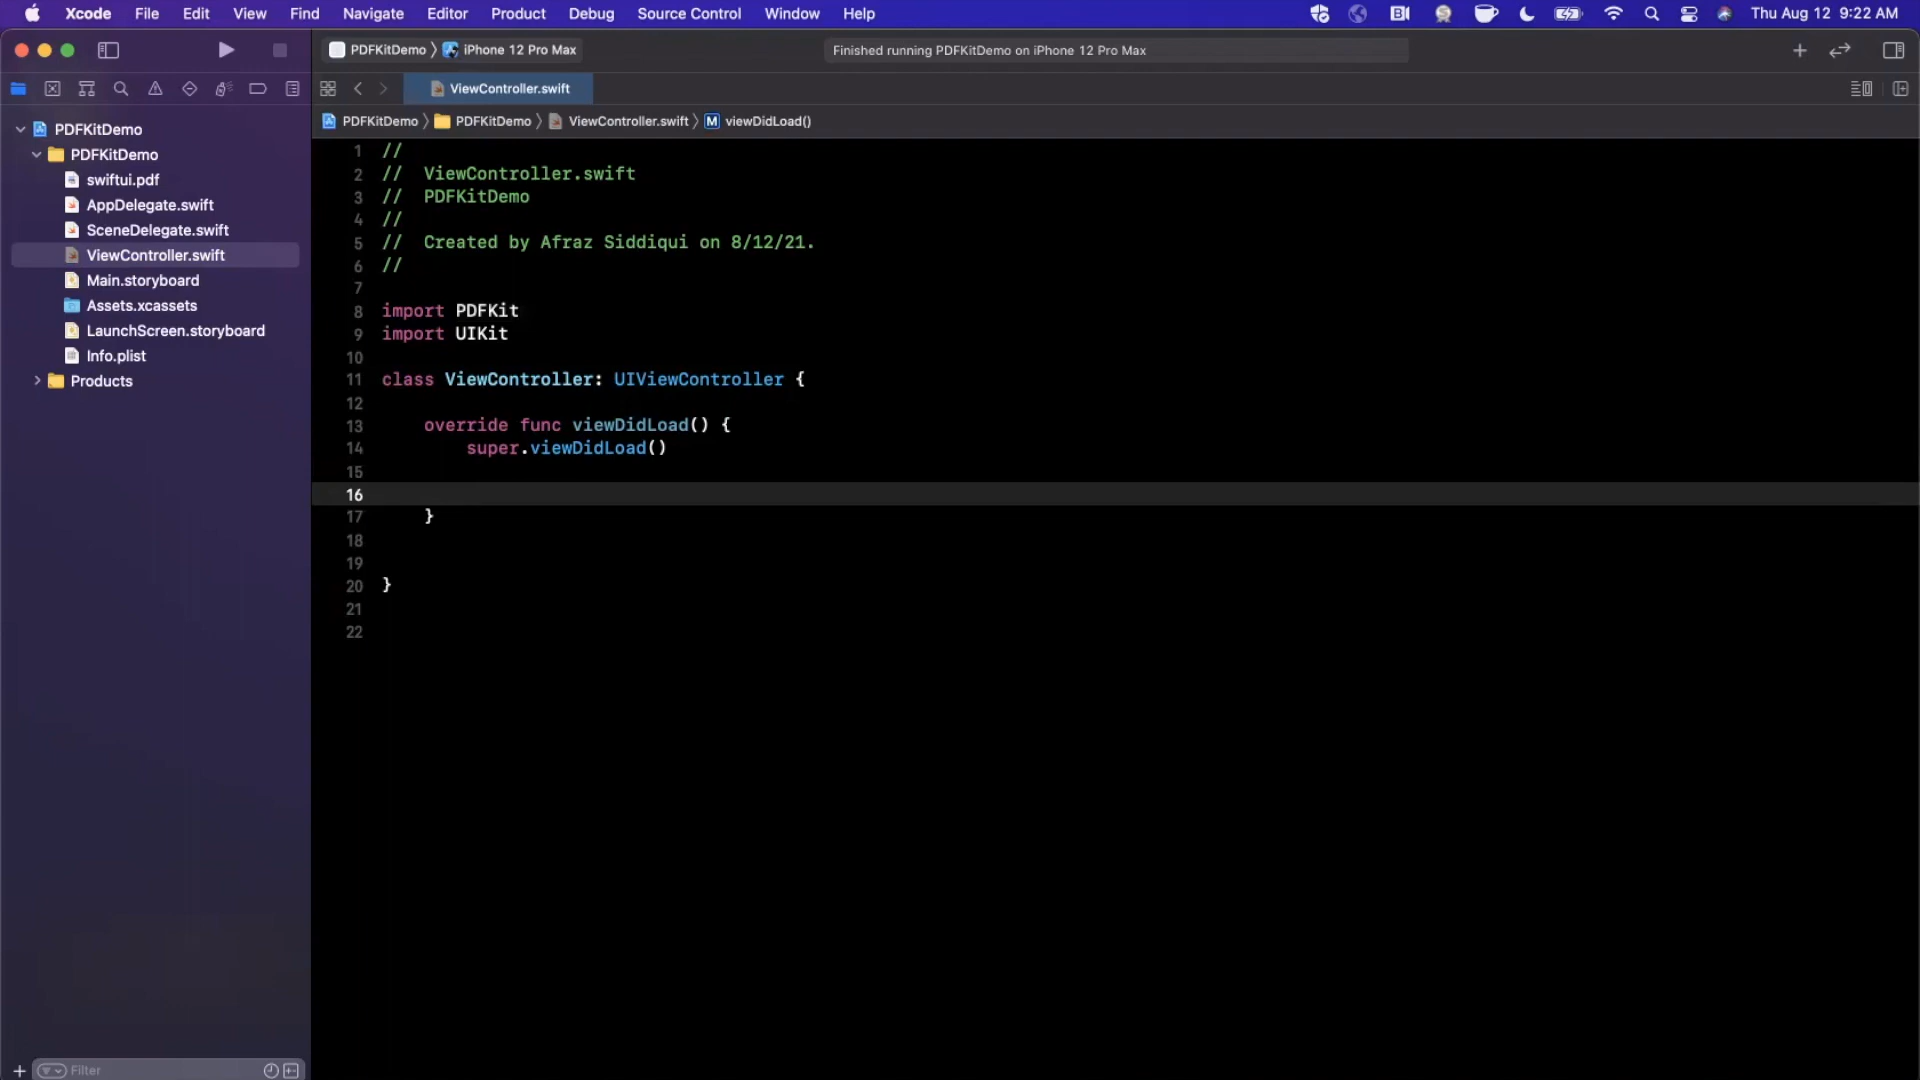 Xcode File Edit View Find Navigate Editor Product Debug Source Control Window Help Thu Aug 12 9:22 AM
PDFKitDemo iPhone 12 Pro Max Finished running PDFKitDemo on iPhone 12 Pro Max
ViewController.swift
PDFKitDemo PDFKitDemo ViewController.swift M viewDidLoad()
PDFKitDemo
PDFKitDemo
swiftui.pdf
AppDelegate.swift
SceneDelegate.swift
ViewController.swift
Main.storyboard
Assets.xcassets
LaunchScreen.storyboard
Info.plist
Products
Filter
1 //
2 //  ViewController.swift
3 //  PDFKitDemo
4 //
5 //  Created by Afraz Siddiqui on 8/12/21.
6 //
7
8 import PDFKit
9 import UIKit
10
11 class ViewController: UIViewController {
12
13     override func viewDidLoad() {
14         super.viewDidLoad()
15
16
17     }
18
19
20 }
21
22